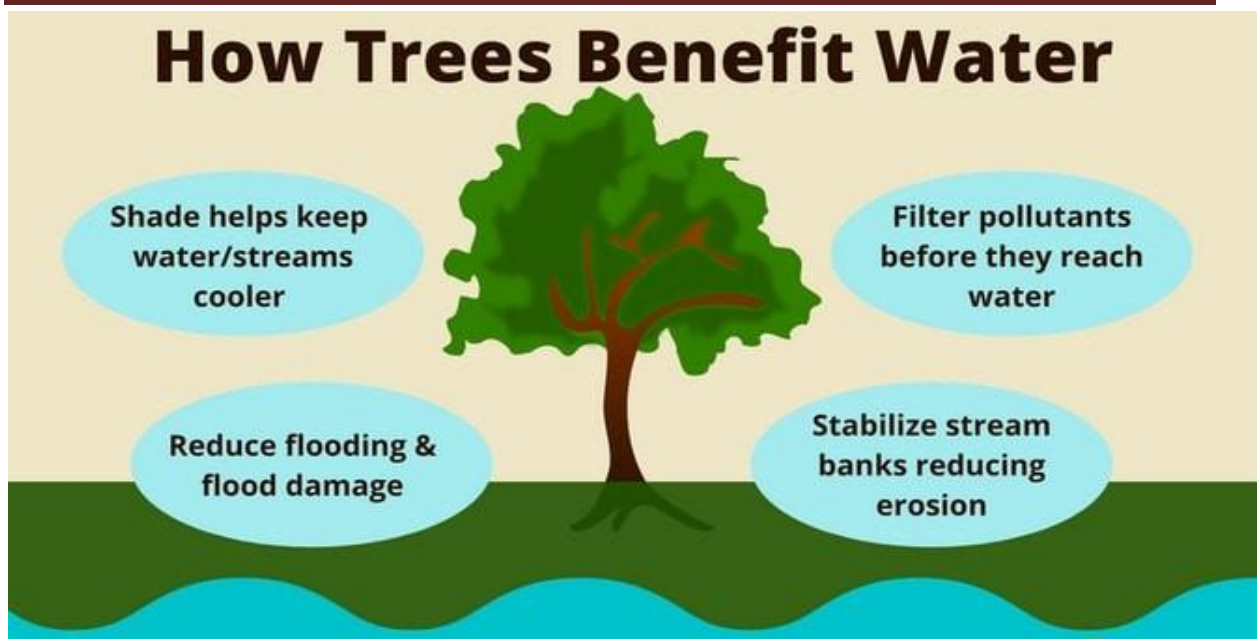 How Trees Benefit Water
Shade helps keep
water/streams
cooler
Filter pollutants
before they reach
water
Reduce flooding &
flood damage
Stabilize stream
banks reducing
erosion